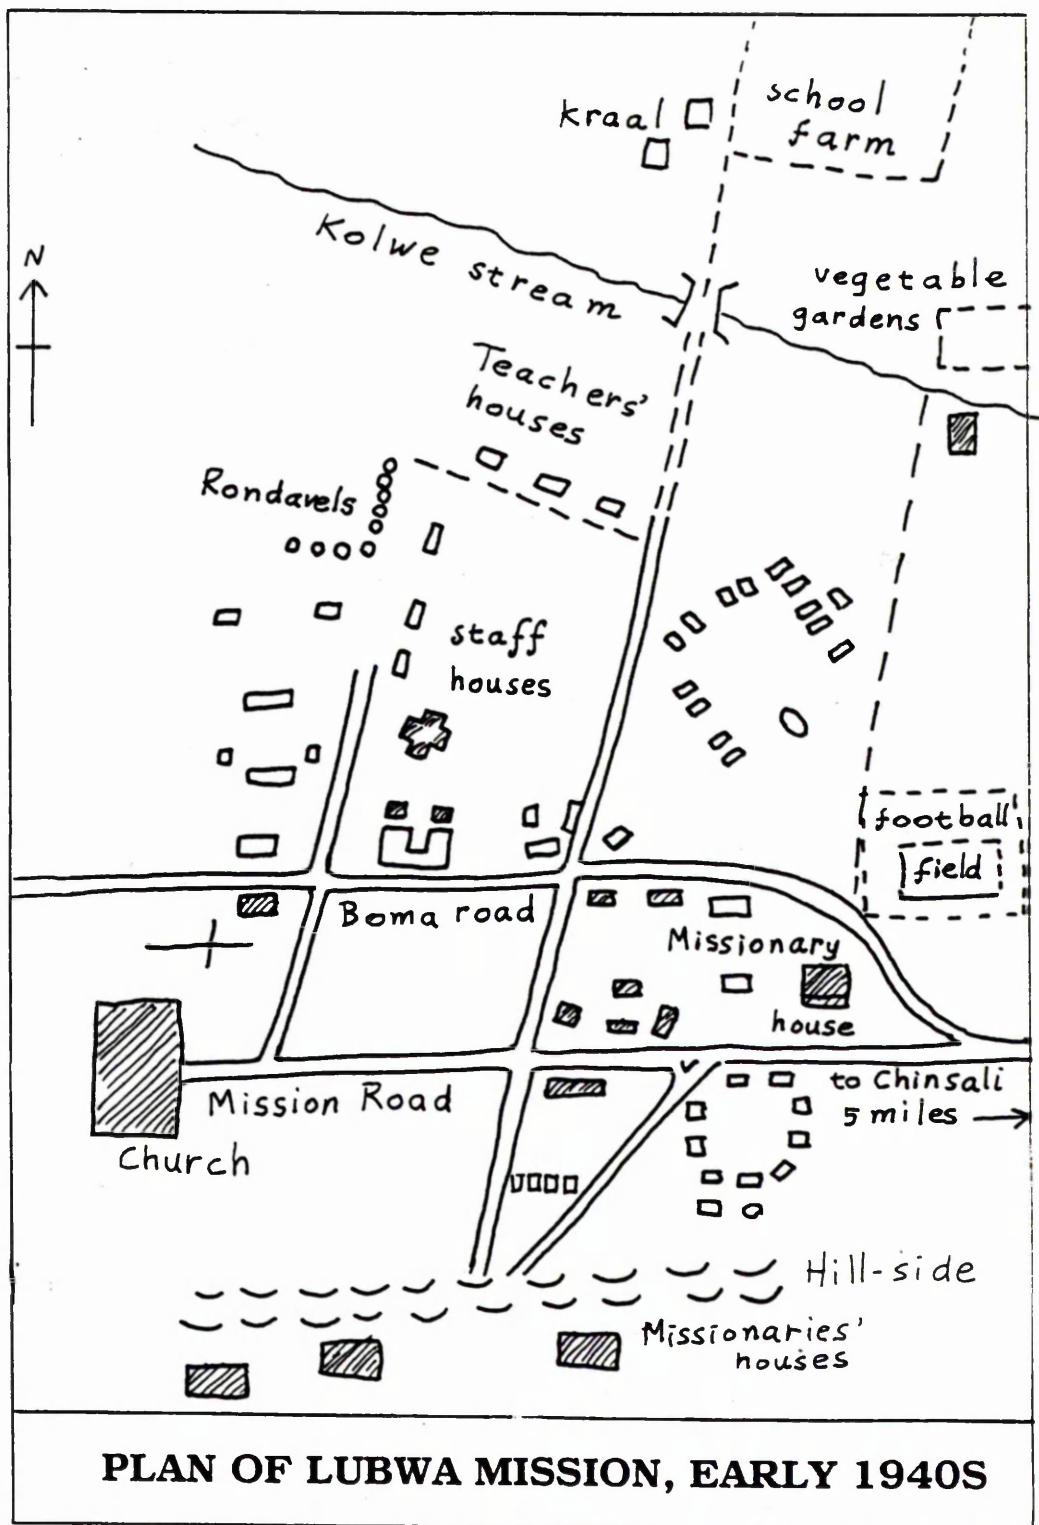 kraal
school
farm
Kolwe stream
N
vegetable
gardens
Teachers'
houses
Rondavels
staff
houses
football
field
Boma road
Missionary
house
Mission Road
to Chinsali
5 miles
Church
Hill-side
Missionaries'
houses
PLAN OF LUBWA MISSION, EARLY 1940S